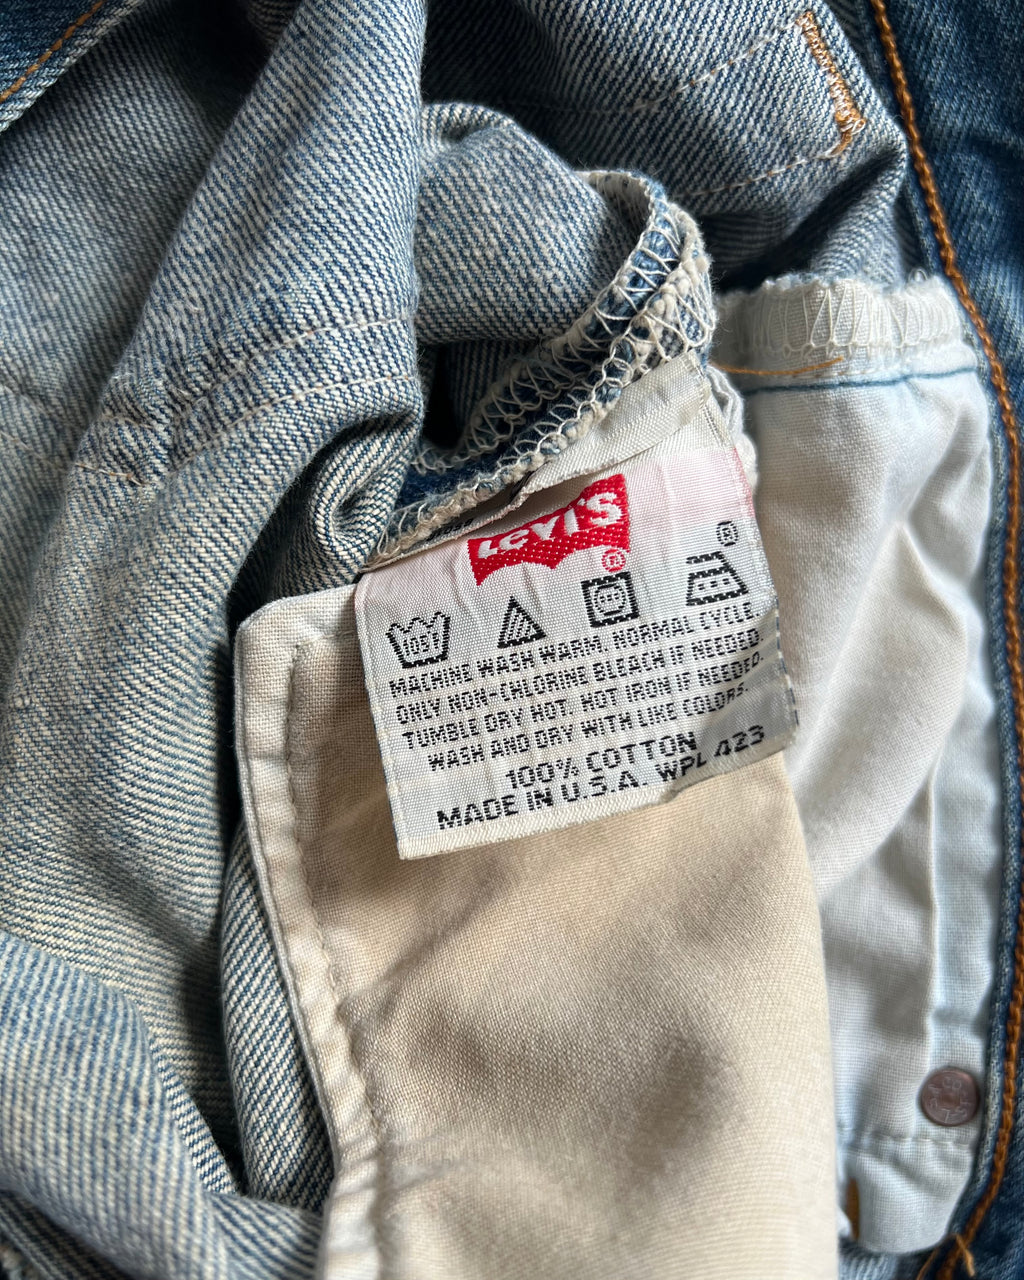 Levi's
®
®
105°
MACHINE WASH WARM, NORMAL CYCLE.
ONLY NON-CHLORINE BLEACH IF NEEDED.
TUMBLE DRY HOT. HOT IRON IF NEEDED.
WASH AND DRY WITH LIKE COLORS.
100% COTTON
MADE IN U.S.A. WPL 423